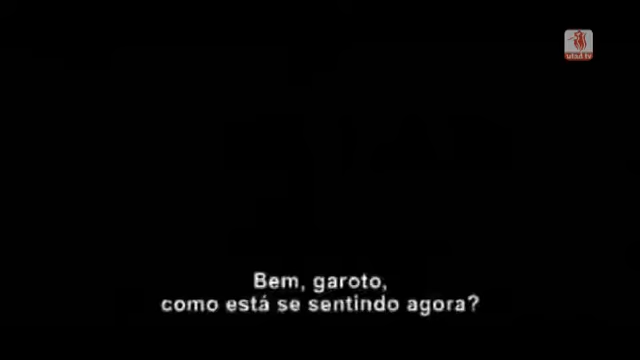 Bem, garoto,
como está se sentindo agora?